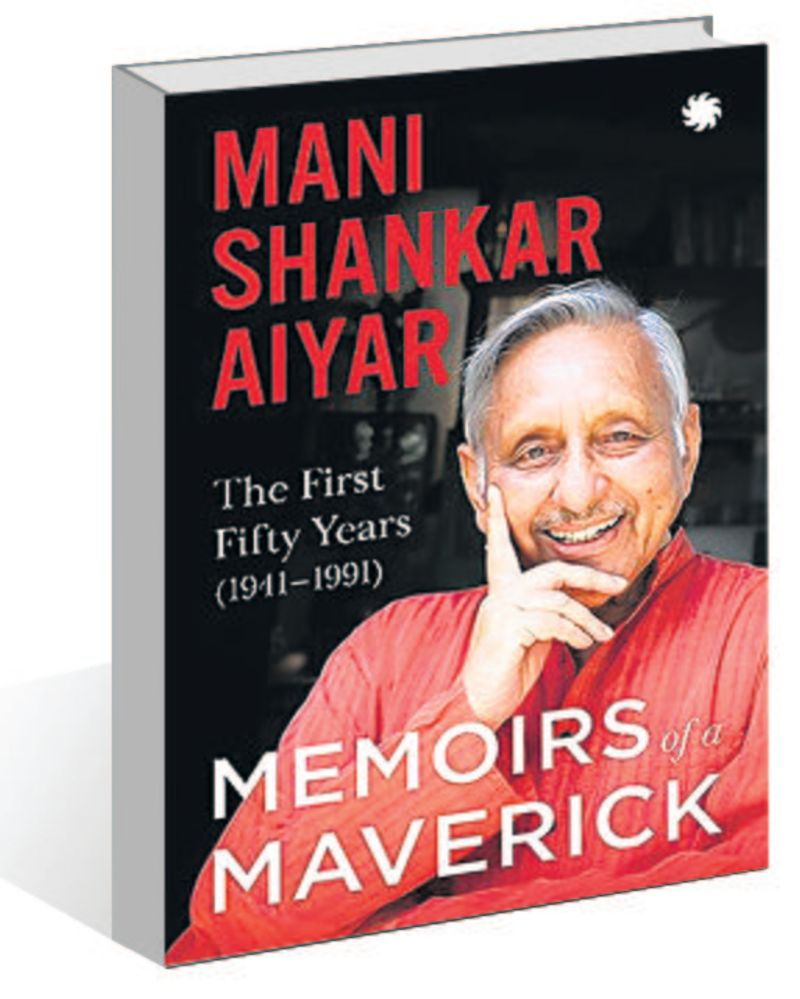 MANI
SHANKAR
AIYAR
The First
Fifty Years
(1941–1991)
MEMOIRS of a
MAVERICK